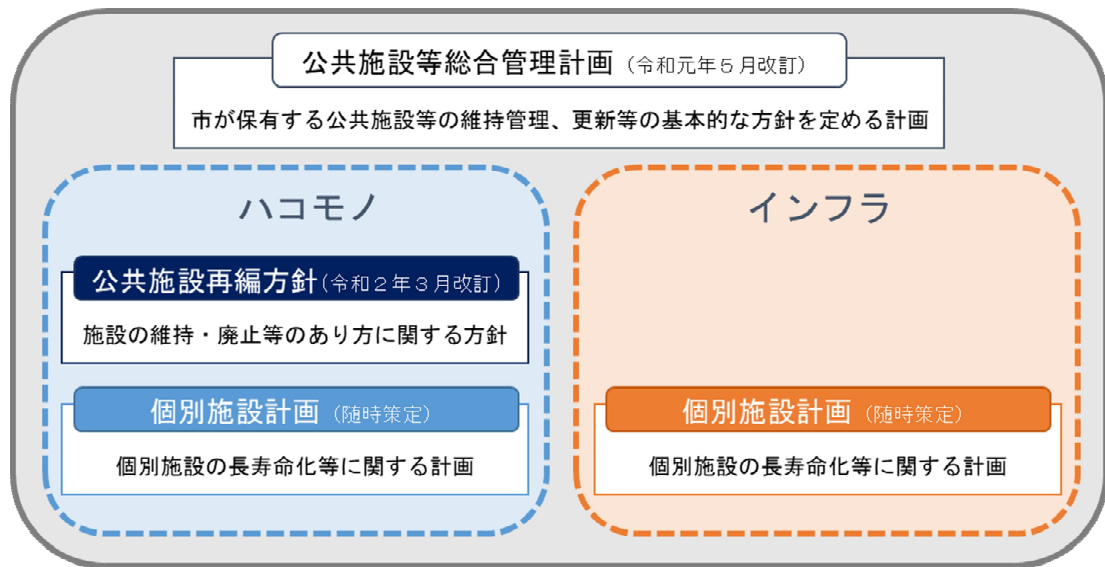 公共施設等総合管理計画（令和元年５月改訂）
市が保有する公共施設等の維持管理、更新等の基本的な方針を定める計画
ハコモノ
公共施設再編方針（令和２年３月改訂）
施設の維持・廃止等のあり方に関する方針
個別施設計画（随時策定）
個別施設の長寿命化等に関する計画
インフラ
個別施設計画（随時策定）
個別施設の長寿命化等に関する計画